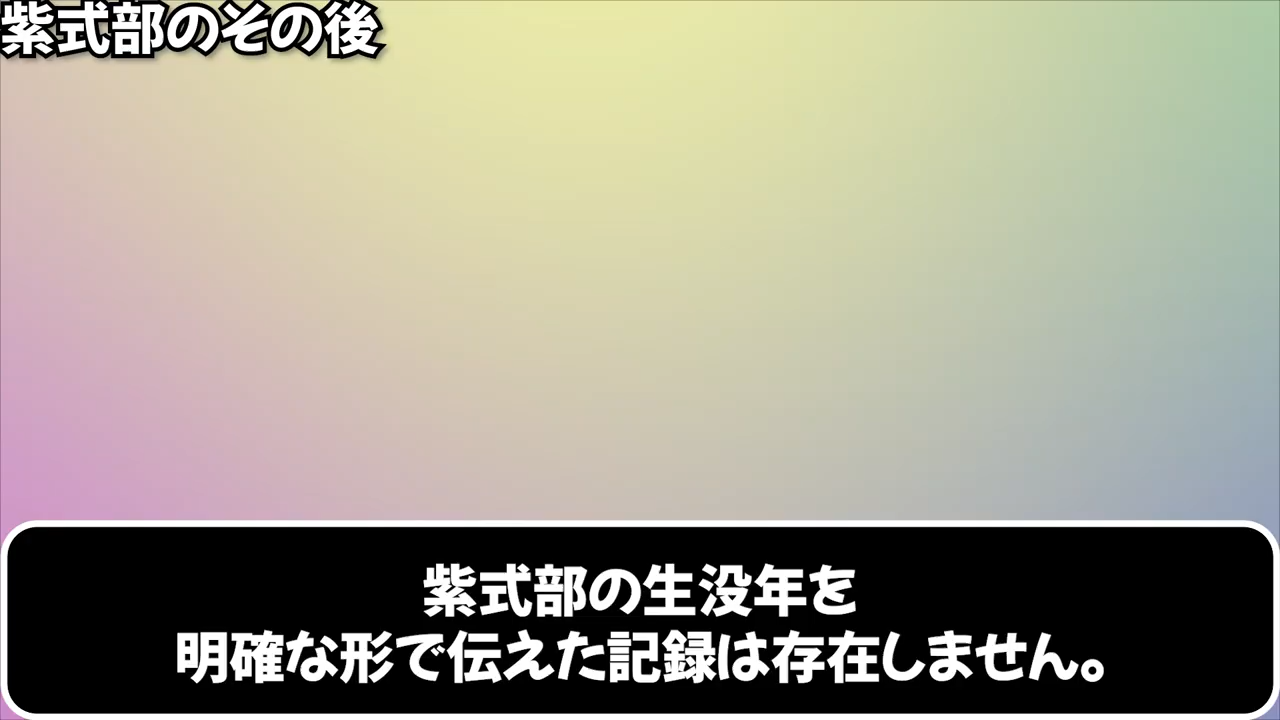 紫式部のその後
紫式部の生没年を
明確な形で伝えた記録は存在しません。